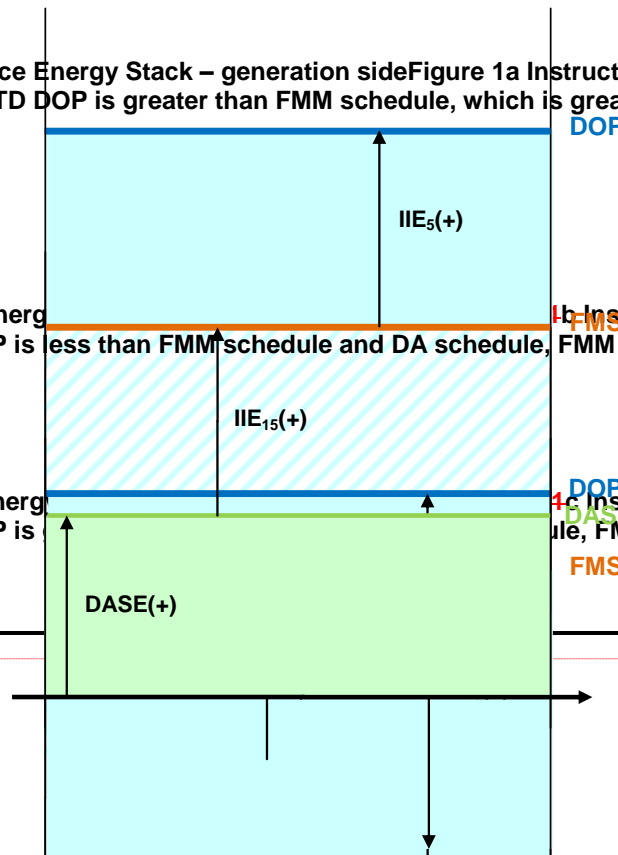 ce Energy Stack – generation sideFigure 1a Instruct
TD DOP is greater than FMM schedule, which is grea
DOP
IIE5(+)
nerg
b Ins
FMS
P is less than FMM schedule and DA schedule, FMM
IIE15(+)
DOP
nerg
c Ins
DAS
P is
ule, FM
FMS
DASE(+)